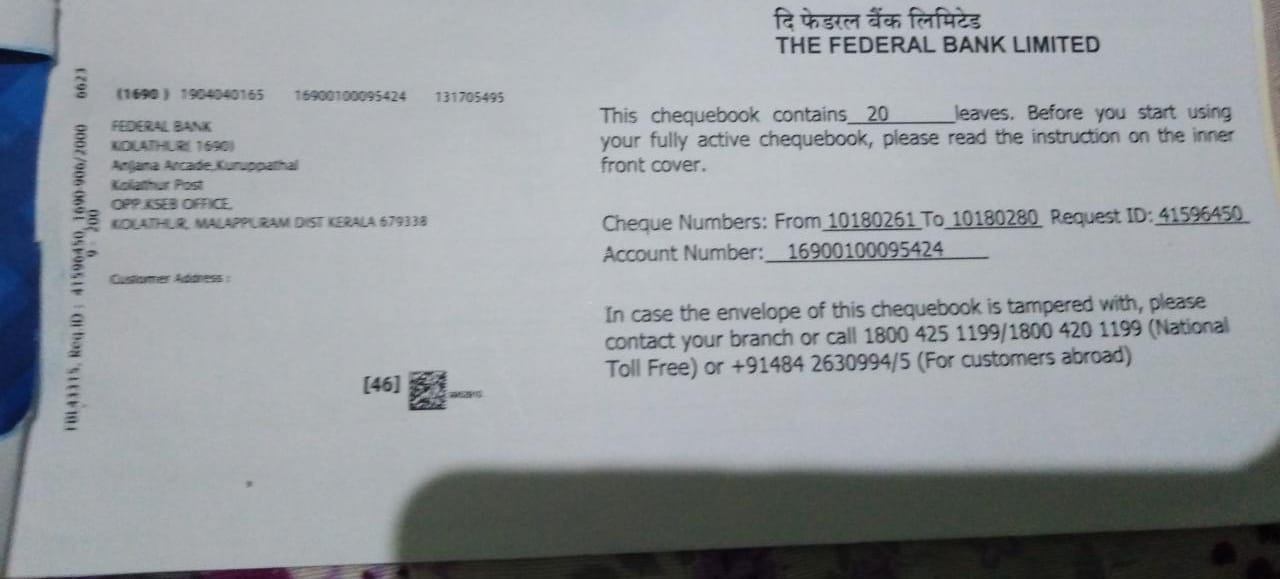 दि फेडरल बैंक लिमिटेड
THE FEDERAL BANK LIMITED
(1690 ) 1904040165 16900100095424 131705495
FEDERAL BANK
KOLATHUR( 1690)
Anjana Arcade,Kuruppathal
Kolathur Post
OPP.KSEB OFFICE,
KOLATHUR, MALAPPURAM DIST KERALA 679338
Customer Address :
[46]
FBL43315, Req.ID : 41596450, 1690-900/2000 6623
9 - 200
This chequebook contains 20 leaves. Before you start using
your fully active chequebook, please read the instruction on the inner
front cover.
Cheque Numbers: From 10180261 To 10180280 Request ID: 41596450
Account Number: 16900100095424
In case the envelope of this chequebook is tampered with, please
contact your branch or call 1800 425 1199/1800 420 1199 (National
Toll Free) or +91484 2630994/5 (For customers abroad)